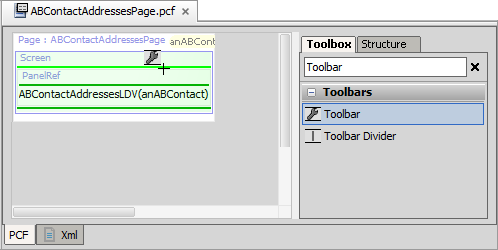 ABContactAddressesPage.pcf
Page : ABContactAddressesPage anABCont
Screen
PanelRef
ABContactAddressesLDV(anABContact)
Toolbox Structure
Toolbar
Toolbars
Toolbar
Toolbar Divider
PCF Xml